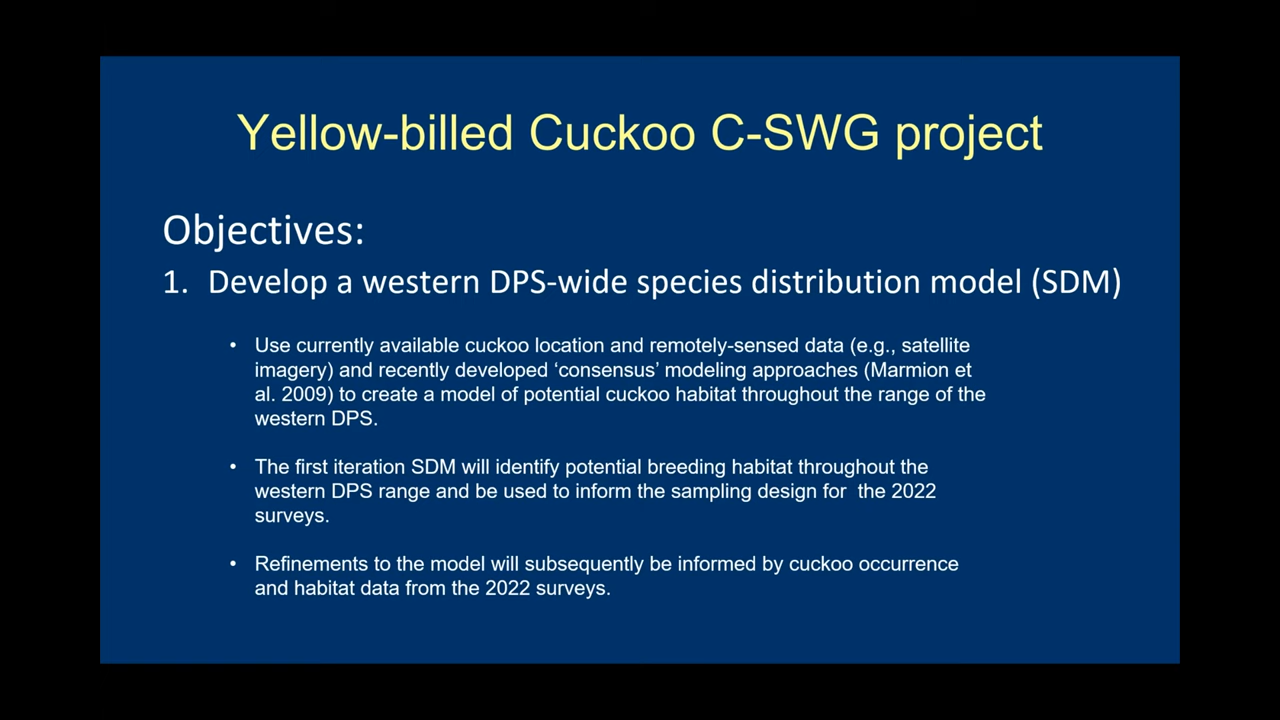 Yellow-billed Cuckoo C-SWG project
Objectives:
1. Develop a western DPS-wide species distribution model (SDM)
• Use currently available cuckoo location and remotely-sensed data (e.g., satellite
imagery) and recently developed ‘consensus’ modeling approaches (Marmion et
al. 2009) to create a model of potential cuckoo habitat throughout the range of the
western DPS.
• The first iteration SDM will identify potential breeding habitat throughout the
western DPS range and be used to inform the sampling design for  the 2022
surveys.
• Refinements to the model will subsequently be informed by cuckoo occurrence
and habitat data from the 2022 surveys.